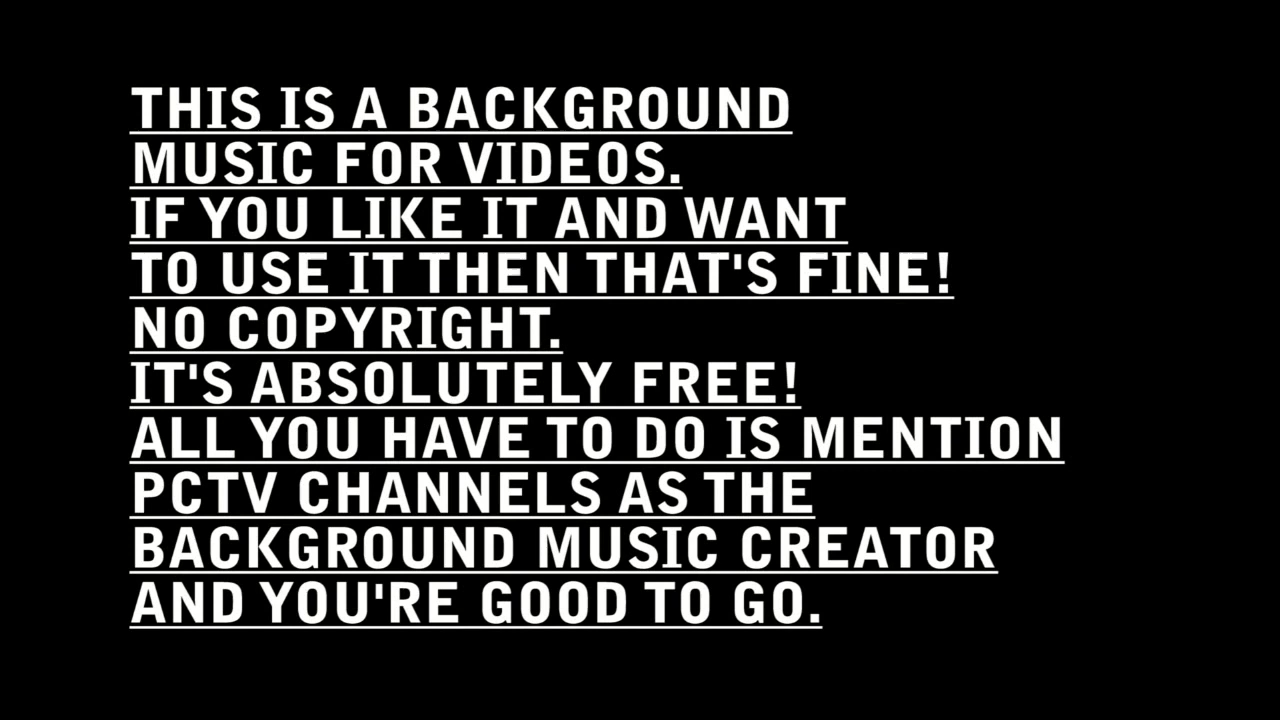 THIS IS A BACKGROUND
MUSIC FOR VIDEOS.
IF YOU LIKE IT AND WANT
TO USE IT THEN THAT'S FINE!
NO COPYRIGHT.
IT'S ABSOLUTELY FREE!
ALL YOU HAVE TO DO IS MENTION
PCTV CHANNELS AS THE
BACKGROUND MUSIC CREATOR
AND YOU'RE GOOD TO GO.